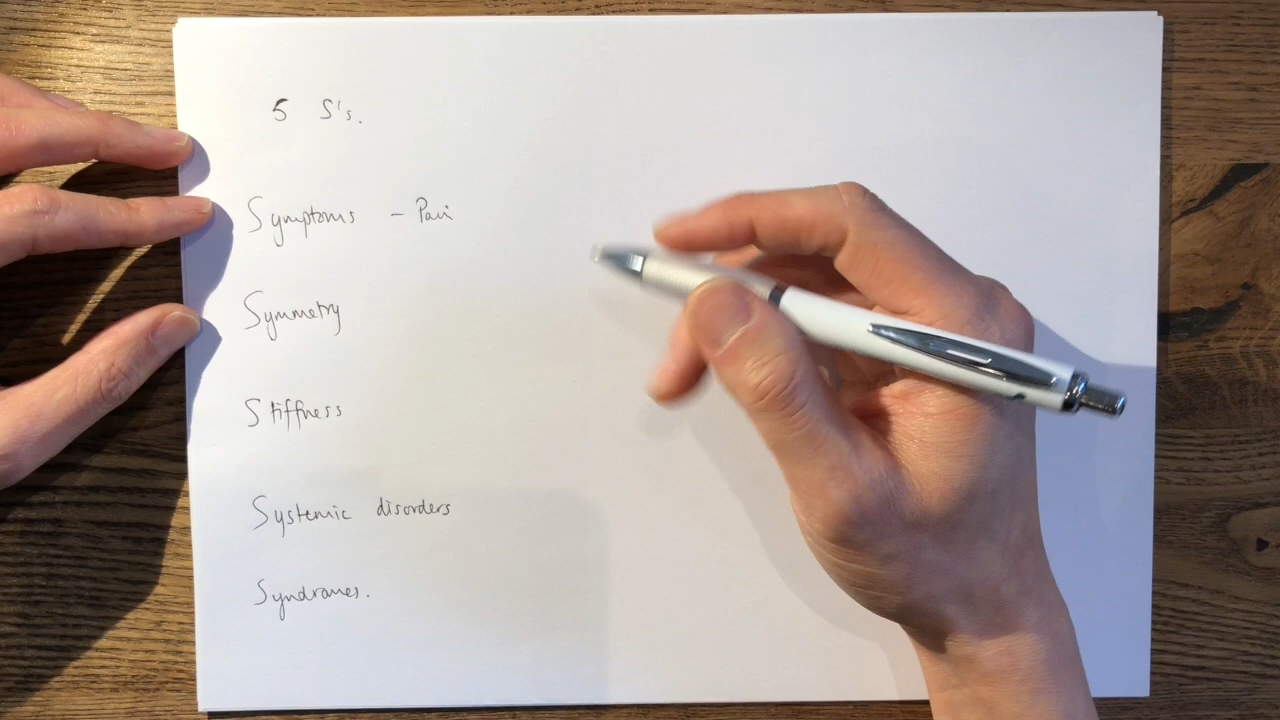 5 S's.
Symptoms - Pain
Symmetry
Stiffness
Systemic disorders
Syndromes.